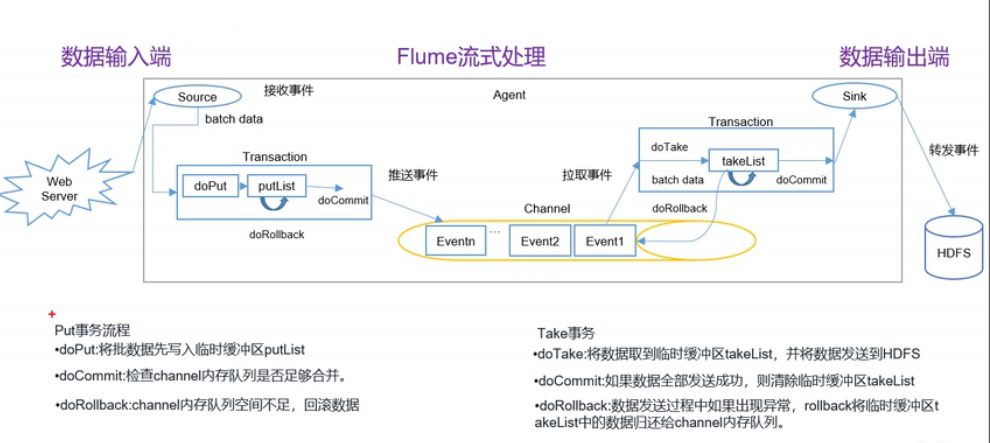 数据输入端
Flume流式处理
数据输出端
Source
接收事件
Agent
Sink
batch data
Transaction
doTake
takeList
转发事件
Web
Server
Transaction
doPut
putList
doCommit
推送事件
拉取事件
batch data
doCommit
doRollback
Channel
doRollback
Eventn
...
Event2
Event1
HDFS
Put事务流程
•doPut:将批数据先写入临时缓冲区putList
•doCommit:检查channel内存队列是否足够合并。
•doRollback:channel内存队列空间不足，回滚数据
Take事务
•doTake:将数据取到临时缓冲区takeList，并将数据发送到HDFS
•doCommit:如果数据全部发送成功，则清除临时缓冲区takeList
•doRollback:数据发送过程中如果出现异常，rollback将临时缓冲区t
akeList中的数据归还给channel内存队列。